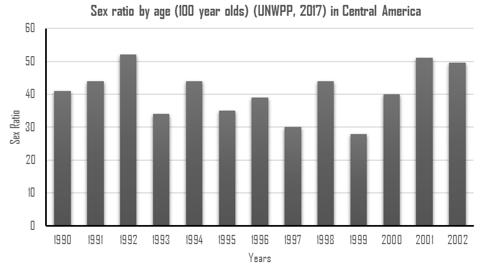 Sex ratio by age (100 year olds) (UNWPP, 2017) in Central America
60
50
40
30
20
10
0
Sex Ratio
1990 1991 1992 1993 1994 1995 1996 1997 1998 1999 2000 2001 2002
Years